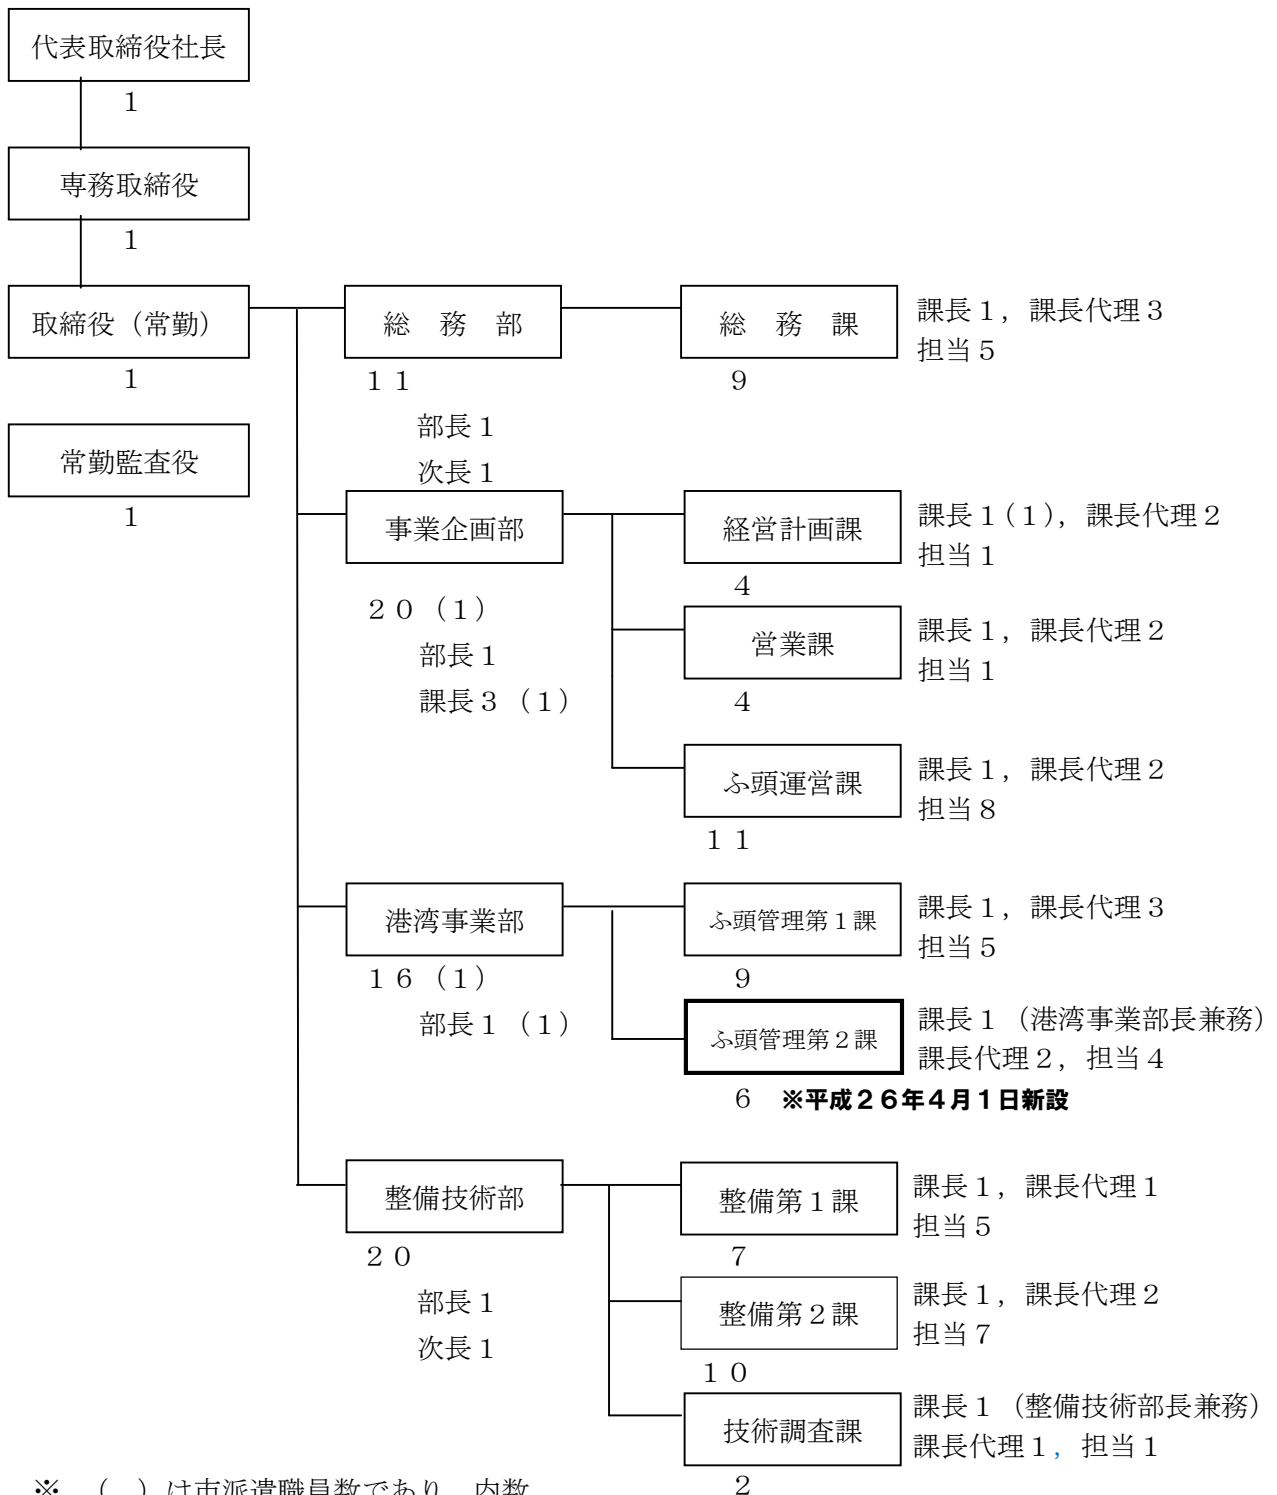 代表取締役社長
１
専務取締役
１
取締役（常勤）
１
常勤監査役
１
総　務　部
１１
部長１
次長１
総　務　課
９
課長１，課長代理３
担当５
事業企画部
２０（１）
部長１
課長３（１）
経営計画課
４
課長１(１)，課長代理２
担当１
営業課
４
課長１，課長代理２
担当１
ふ頭運営課
１１
課長１，課長代理２
担当８
港湾事業部
１６（１）
部長１（１）
ふ頭管理第１課
９
課長１，課長代理３
担当５
ふ頭管理第２課
６　※平成２６年４月１日新設
課長１（港湾事業部長兼務）
課長代理２，担当４
整備技術部
２０
部長１
次長１
整備第１課
７
課長１，課長代理１
担当５
整備第２課
１０
課長１，課長代理２
担当７
技術調査課
２
課長１（整備技術部長兼務）
課長代理１，担当１
※　（　）は市派遣職員数であり，内数